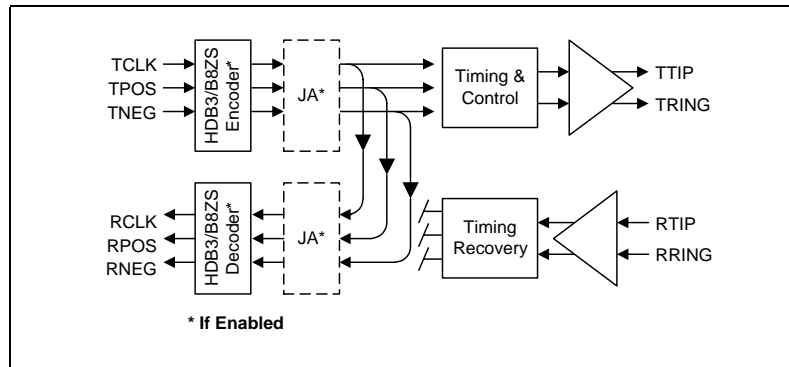 TCLK
TPOS
TNEG
HDB3/B8ZS
Encoder*
JA*
Timing &
Control
TTIP
TRING
RCLK
RPOS
RNEG
HDB3/B8ZS
Decoder*
JA*
Timing
Recovery
RTIP
RRING
* If Enabled